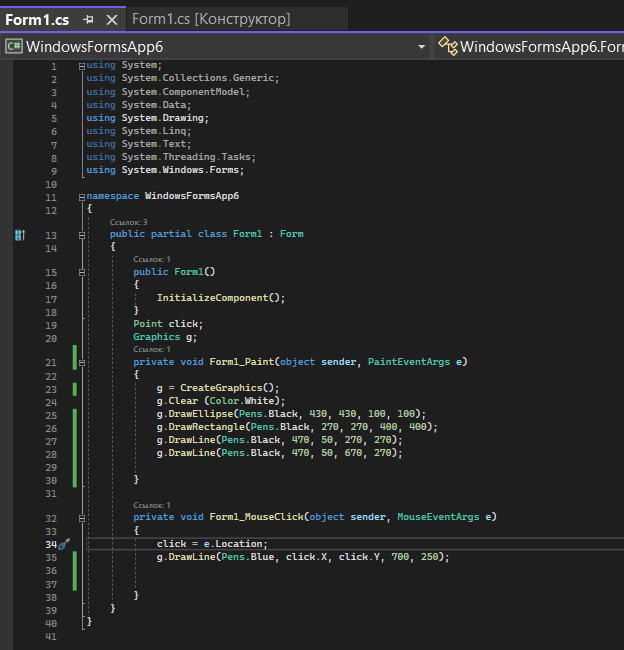 Form1.cs
Form1.cs [Конструктор]
C# WindowsFormsApp6
WindowsFormsApp6.For
1 using System;
2 using System.Collections.Generic;
3 using System.ComponentModel;
4 using System.Data;
5 using System.Drawing;
6 using System.Linq;
7 using System.Text;
8 using System.Threading.Tasks;
9 using System.Windows.Forms;
10
11 namespace WindowsFormsApp6
12 {
Ссылок: 3
13 public partial class Form1 : Form
14 {
Ссылок: 1
15 public Form1()
16 {
17 InitializeComponent();
18 }
19 Point click;
20 Graphics g;
Ссылок: 1
21 private void Form1_Paint(object sender, PaintEventArgs e)
22 {
23 g = CreateGraphics();
24 g.Clear (Color.White);
25 g.DrawEllipse(Pens.Black, 430, 430, 100, 100);
26 g.DrawRectangle(Pens.Black, 270, 270, 400, 400);
27 g.DrawLine(Pens.Black, 470, 50, 270, 270);
28 g.DrawLine(Pens.Black, 470, 50, 670, 270);
29
30 }
31
Ссылок: 1
32 private void Form1_MouseClick(object sender, MouseEventArgs e)
33 {
34 click = e.Location;
35 g.DrawLine(Pens.Blue, click.X, click.Y, 700, 250);
36
37
38 }
39 }
40 }
41